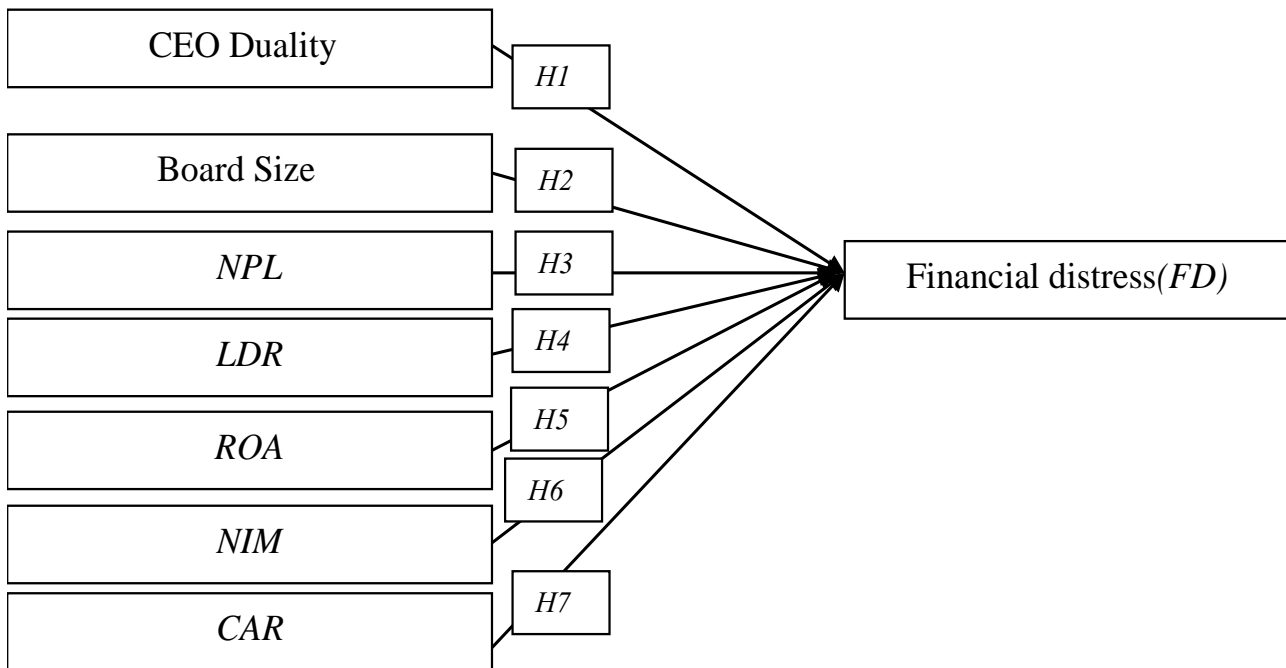 CEO Duality
H1
Board Size
H2
NPL
H3
Financial distress(FD)
LDR
H4
ROA
H5
NIM
H6
CAR
H7